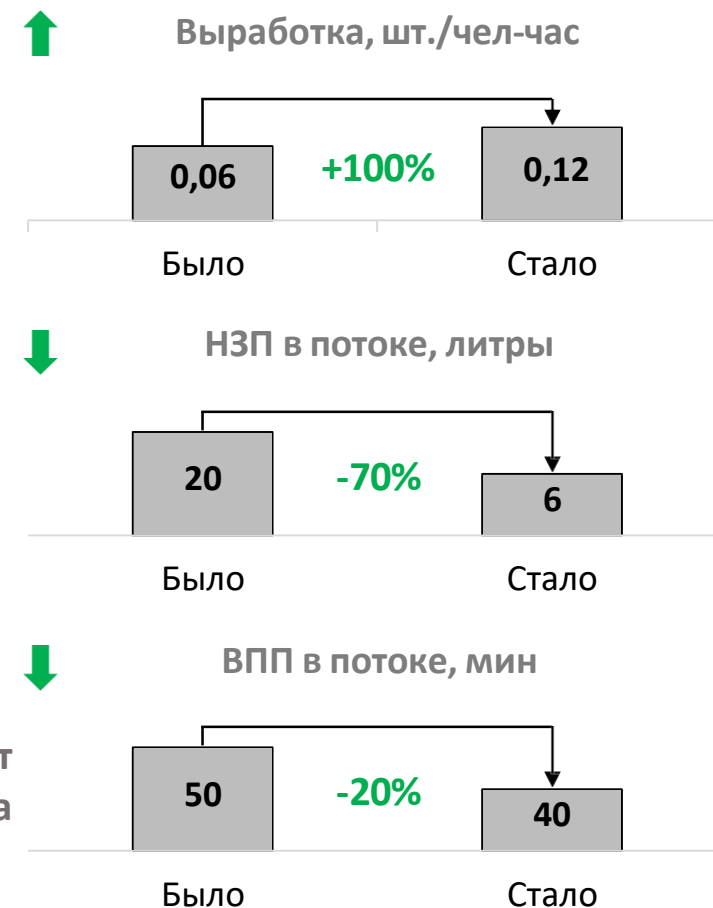 Выработка, шт./чел-час
0,06 +100% 0,12
Было Стало
НЗП в потоке, литры
20 -70% 6
Было Стало
ВПП в потоке, мин
т
а
50 -20% 40
Было Стало